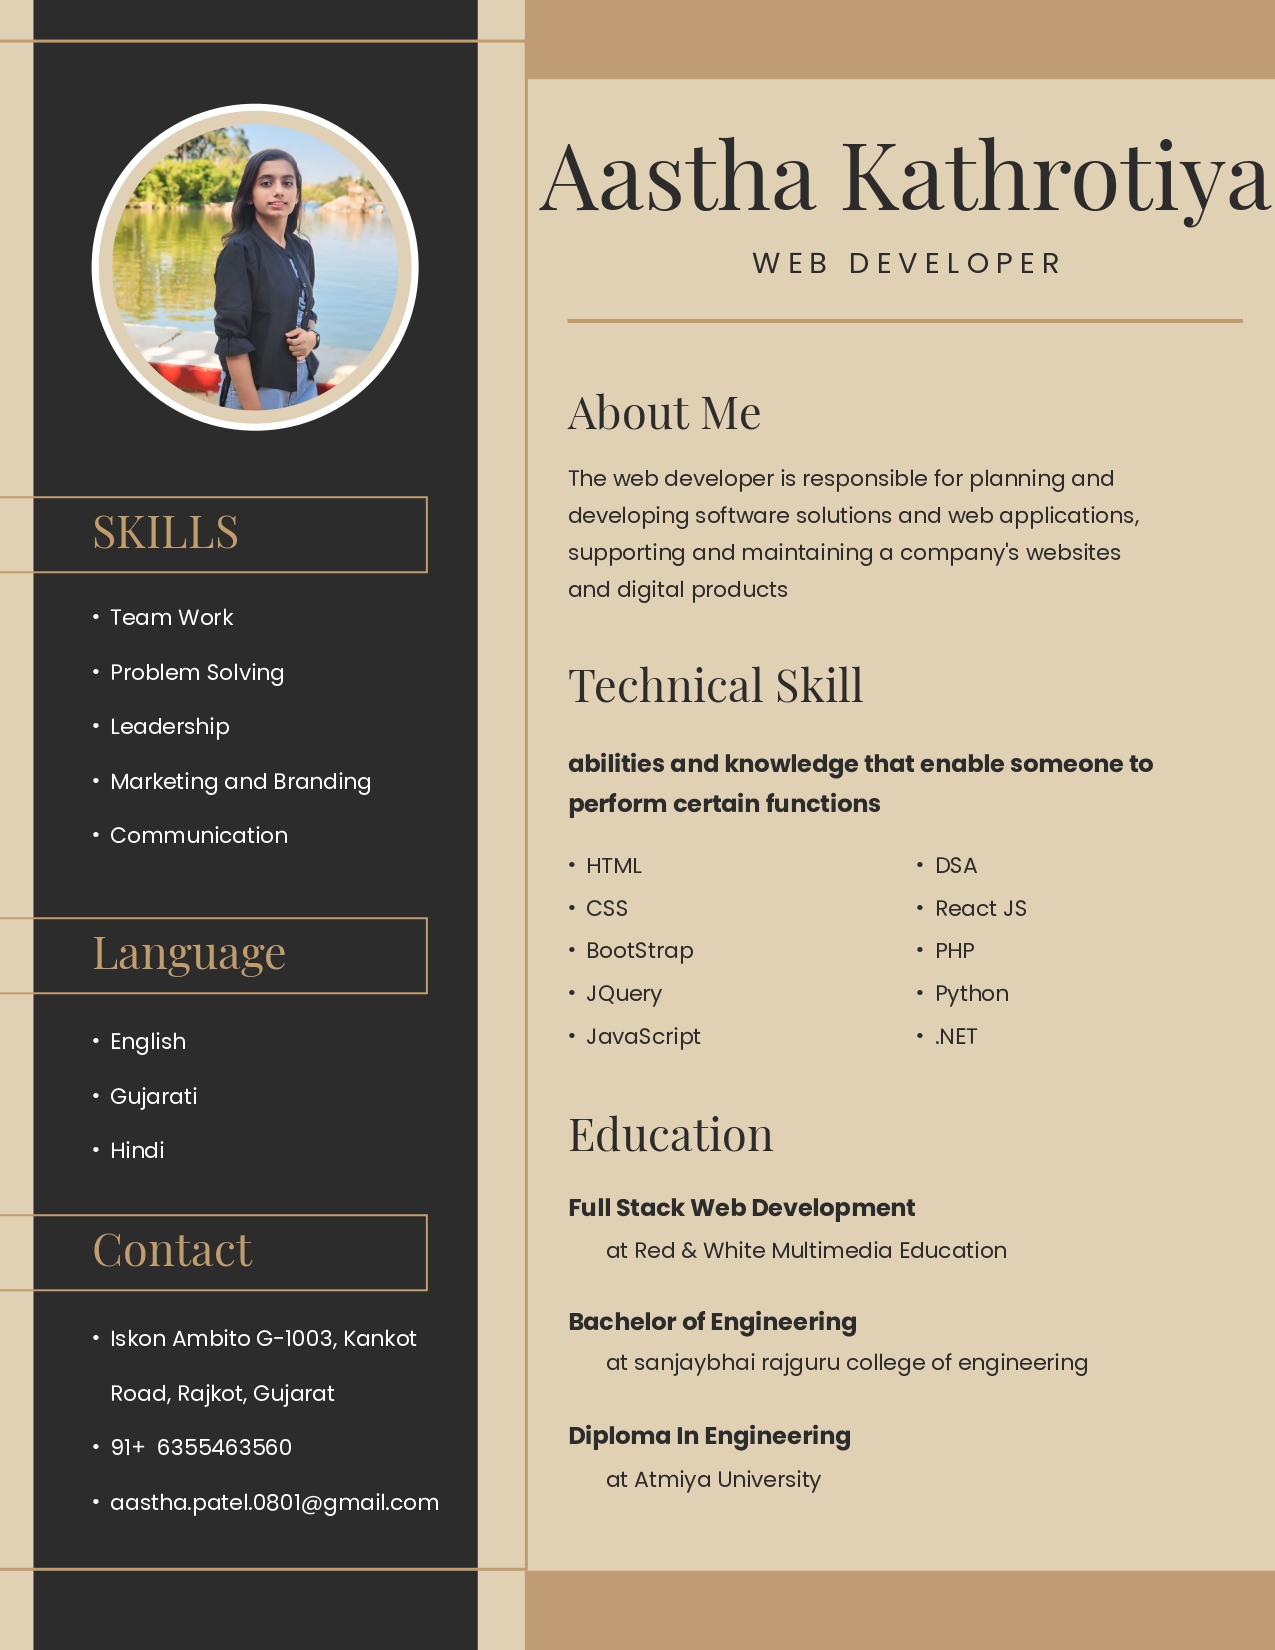 Aastha Kathrotiya
WEB DEVELOPER
SKILLS
• Team Work
• Problem Solving
• Leadership
• Marketing and Branding
• Communication
Language
• English
• Gujarati
• Hindi
Contact
• Iskon Ambito G-1003, Kankot
Road, Rajkot, Gujarat
• 91+  6355463560
• aastha.patel.0801@gmail.com
About Me
The web developer is responsible for planning and
developing software solutions and web applications,
supporting and maintaining a company's websites
and digital products
Technical Skill
abilities and knowledge that enable someone to
perform certain functions
• HTML
• CSS
• BootStrap
• JQuery
• JavaScript
• DSA
• React JS
• PHP
• Python
• .NET
Education
Full Stack Web Development
at Red & White Multimedia Education
Bachelor of Engineering
at sanjaybhai rajguru college of engineering
Diploma In Engineering
at Atmiya University